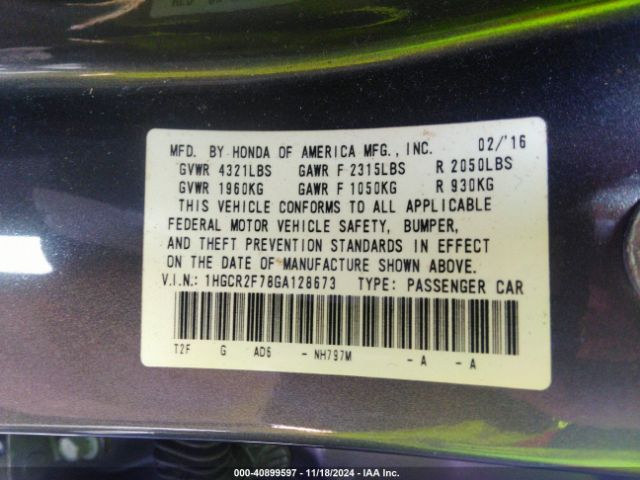 MFD. BY HONDA OF AMERICA MFG., INC. 02/'16
GVWR 4321LBS GAWR F 2315LBS R 2050LBS
GVWR 1960KG GAWR F 1050KG R 930KG
THIS VEHICLE CONFORMS TO ALL APPLICABLE
FEDERAL MOTOR VEHICLE SAFETY, BUMPER,
AND THEFT PREVENTION STANDARDS IN EFFECT
ON THE DATE OF MANUFACTURE SHOWN ABOVE.
V.I.N.: 1HGCR2F78GA128673 TYPE: PASSENGER CAR
T2F G AD6 - NH797M - A - A
000-40899597 - 11/18/2024 - IAA Inc.